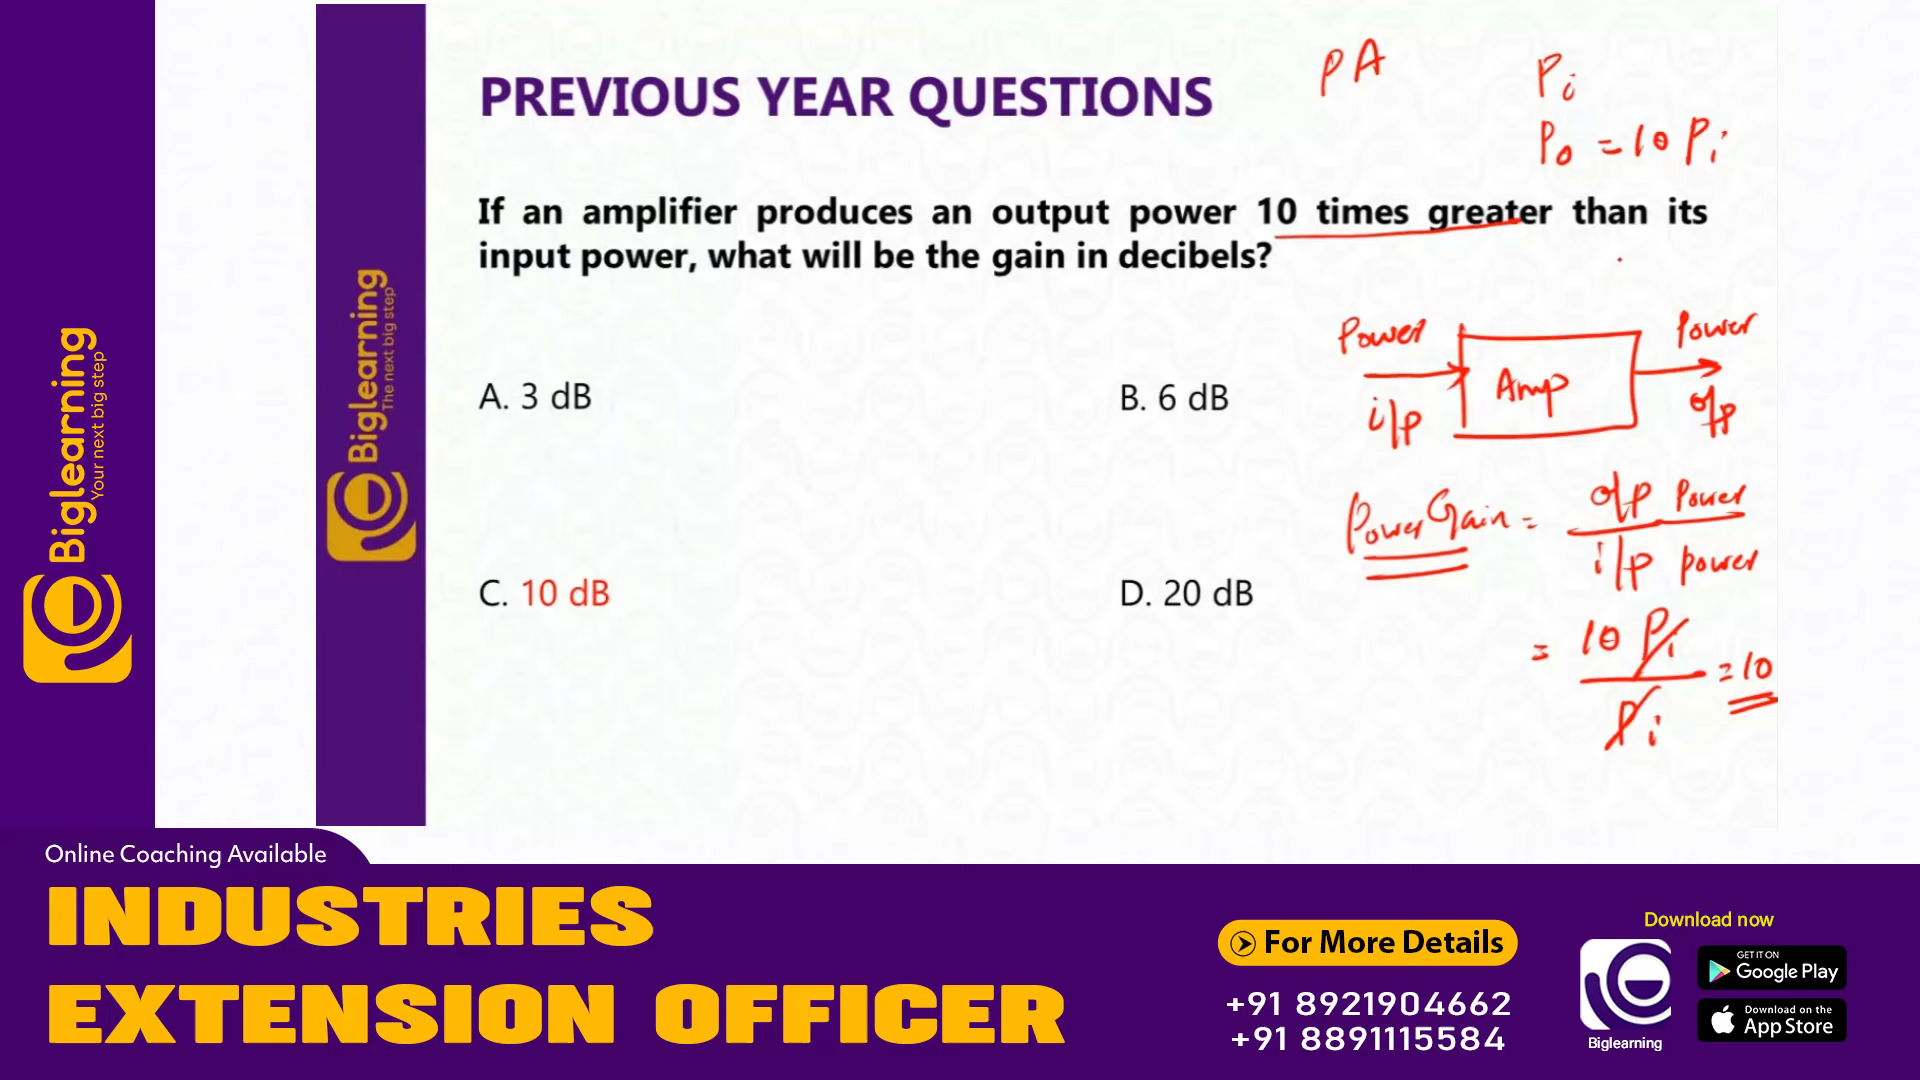 PREVIOUS YEAR QUESTIONS
PA
Pi
Po = 10 Pi
If an amplifier produces an output power 10 times greater than its
input power, what will be the gain in decibels?
A. 3 dB
B. 6 dB
C. 10 dB
D. 20 dB
Power
i/p
Amp
Power
o/p
Power Gain = o/p Power
i/p power
= 10 Pi
Pi
= 10
Biglearning
Your next big step
Biglearning
The next big step
Online Coaching Available
INDUSTRIES
EXTENSION OFFICER
For More Details
+91 8921904662
+91 8891115584
Download now
Biglearning
GET IT ON
Google Play
Download on the
App Store